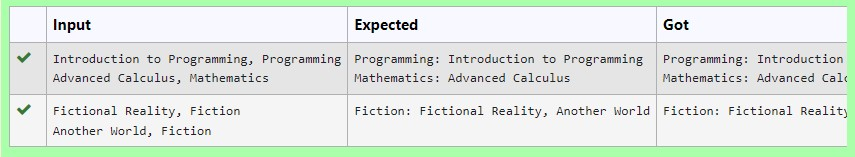 Input Expected Got
Introduction to Programming, Programming Programming: Introduction to Programming Programming: Introduction
Advanced Calculus, Mathematics Mathematics: Advanced Calculus Mathematics: Advanced
Fictional Reality, Fiction Fiction: Fictional Reality, Another World Fiction: Fictional Reality
Another World, Fiction